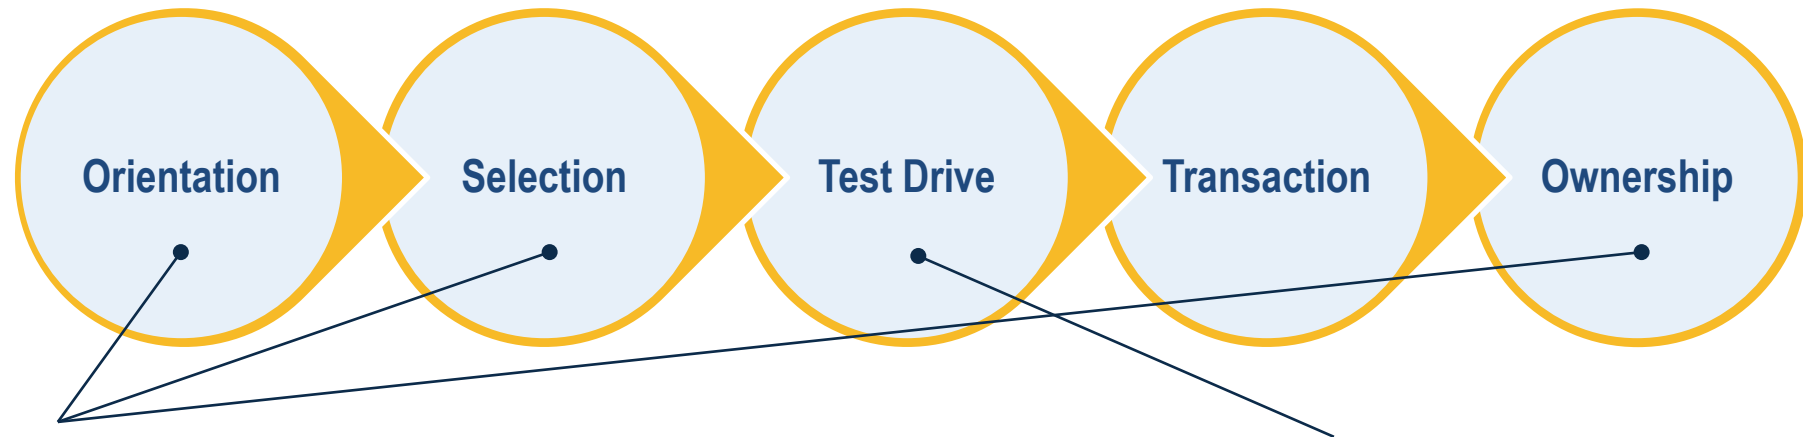 Orientation
Selection
Test Drive
Transaction
Ownership